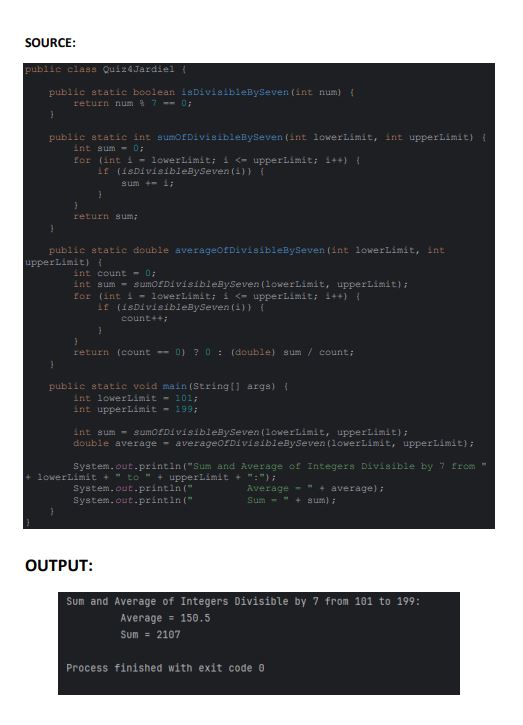 SOURCE:
public class Quiz4Jardiel {
public static boolean isDivisibleBySeven(int num) {
return num % 7 == 0;
}
public static int sumOfDivisibleBySeven(int lowerLimit, int upperLimit) {
int sum = 0;
for (int i = lowerLimit; i <= upperLimit; i++) {
if (isDivisibleBySeven(i)) {
sum += i;
}
}
return sum;
}
public static double averageOfDivisibleBySeven(int lowerLimit, int
upperLimit) {
int count = 0;
int sum = sumOfDivisibleBySeven(lowerLimit, upperLimit);
for (int i = lowerLimit; i <= upperLimit; i++) {
if (isDivisibleBySeven(i)) {
count++;
}
}
return (count == 0) ? 0 : (double) sum / count;
}
public static void main(String[] args) {
int lowerLimit = 101;
int upperLimit = 199;
int sum = sumOfDivisibleBySeven(lowerLimit, upperLimit);
double average = averageOfDivisibleBySeven(lowerLimit, upperLimit);
System.out.println("Sum and Average of Integers Divisible by 7 from "
+ lowerLimit + " to " + upperLimit + ":");
System.out.println("         Average = " + average);
System.out.println("         Sum = " + sum);
}
}
OUTPUT:
Sum and Average of Integers Divisible by 7 from 101 to 199:
Average = 150.5
Sum = 2107
Process finished with exit code 0